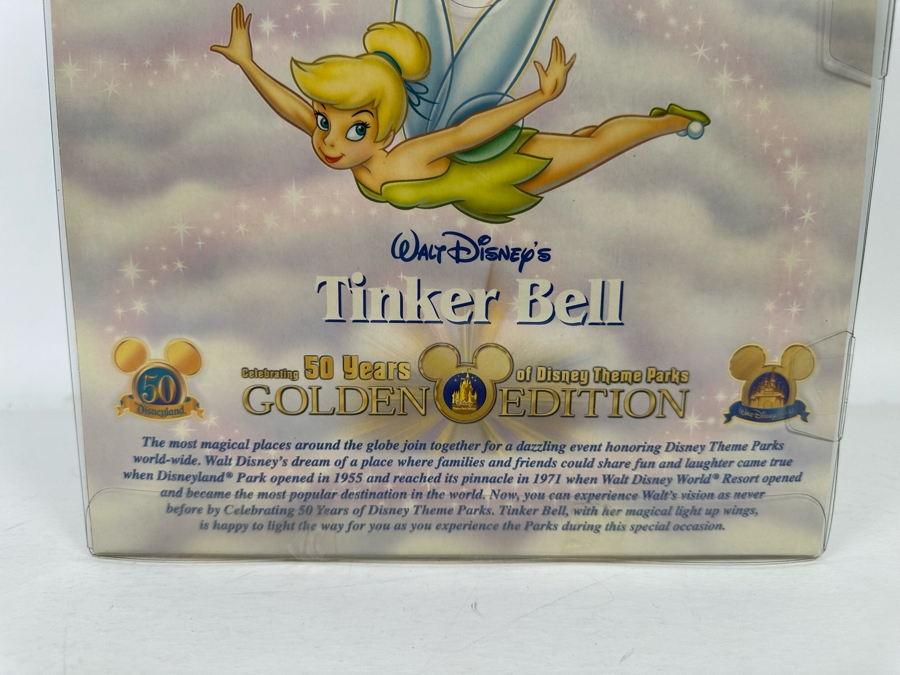 Walt Disney's
Tinker Bell
Celebrating 50 Years of Disney Theme Parks
GOLDEN EDITION
50
Disneyland
Walt Disney World
The most magical places around the globe join together for a dazzling event honoring Disney Theme Parks
world-wide. Walt Disney's dream of a place where families and friends could share fun and laughter came true
when Disneyland® Park opened in 1955 and reached its pinnacle in 1971 when Walt Disney World® Resort opened
and became the most popular destination in the world. Now, you can experience Walt's vision as never
before by Celebrating 50 Years of Disney Theme Parks. Tinker Bell, with her magical light up wings,
is happy to light the way for you as you experience the Parks during this special occasion.